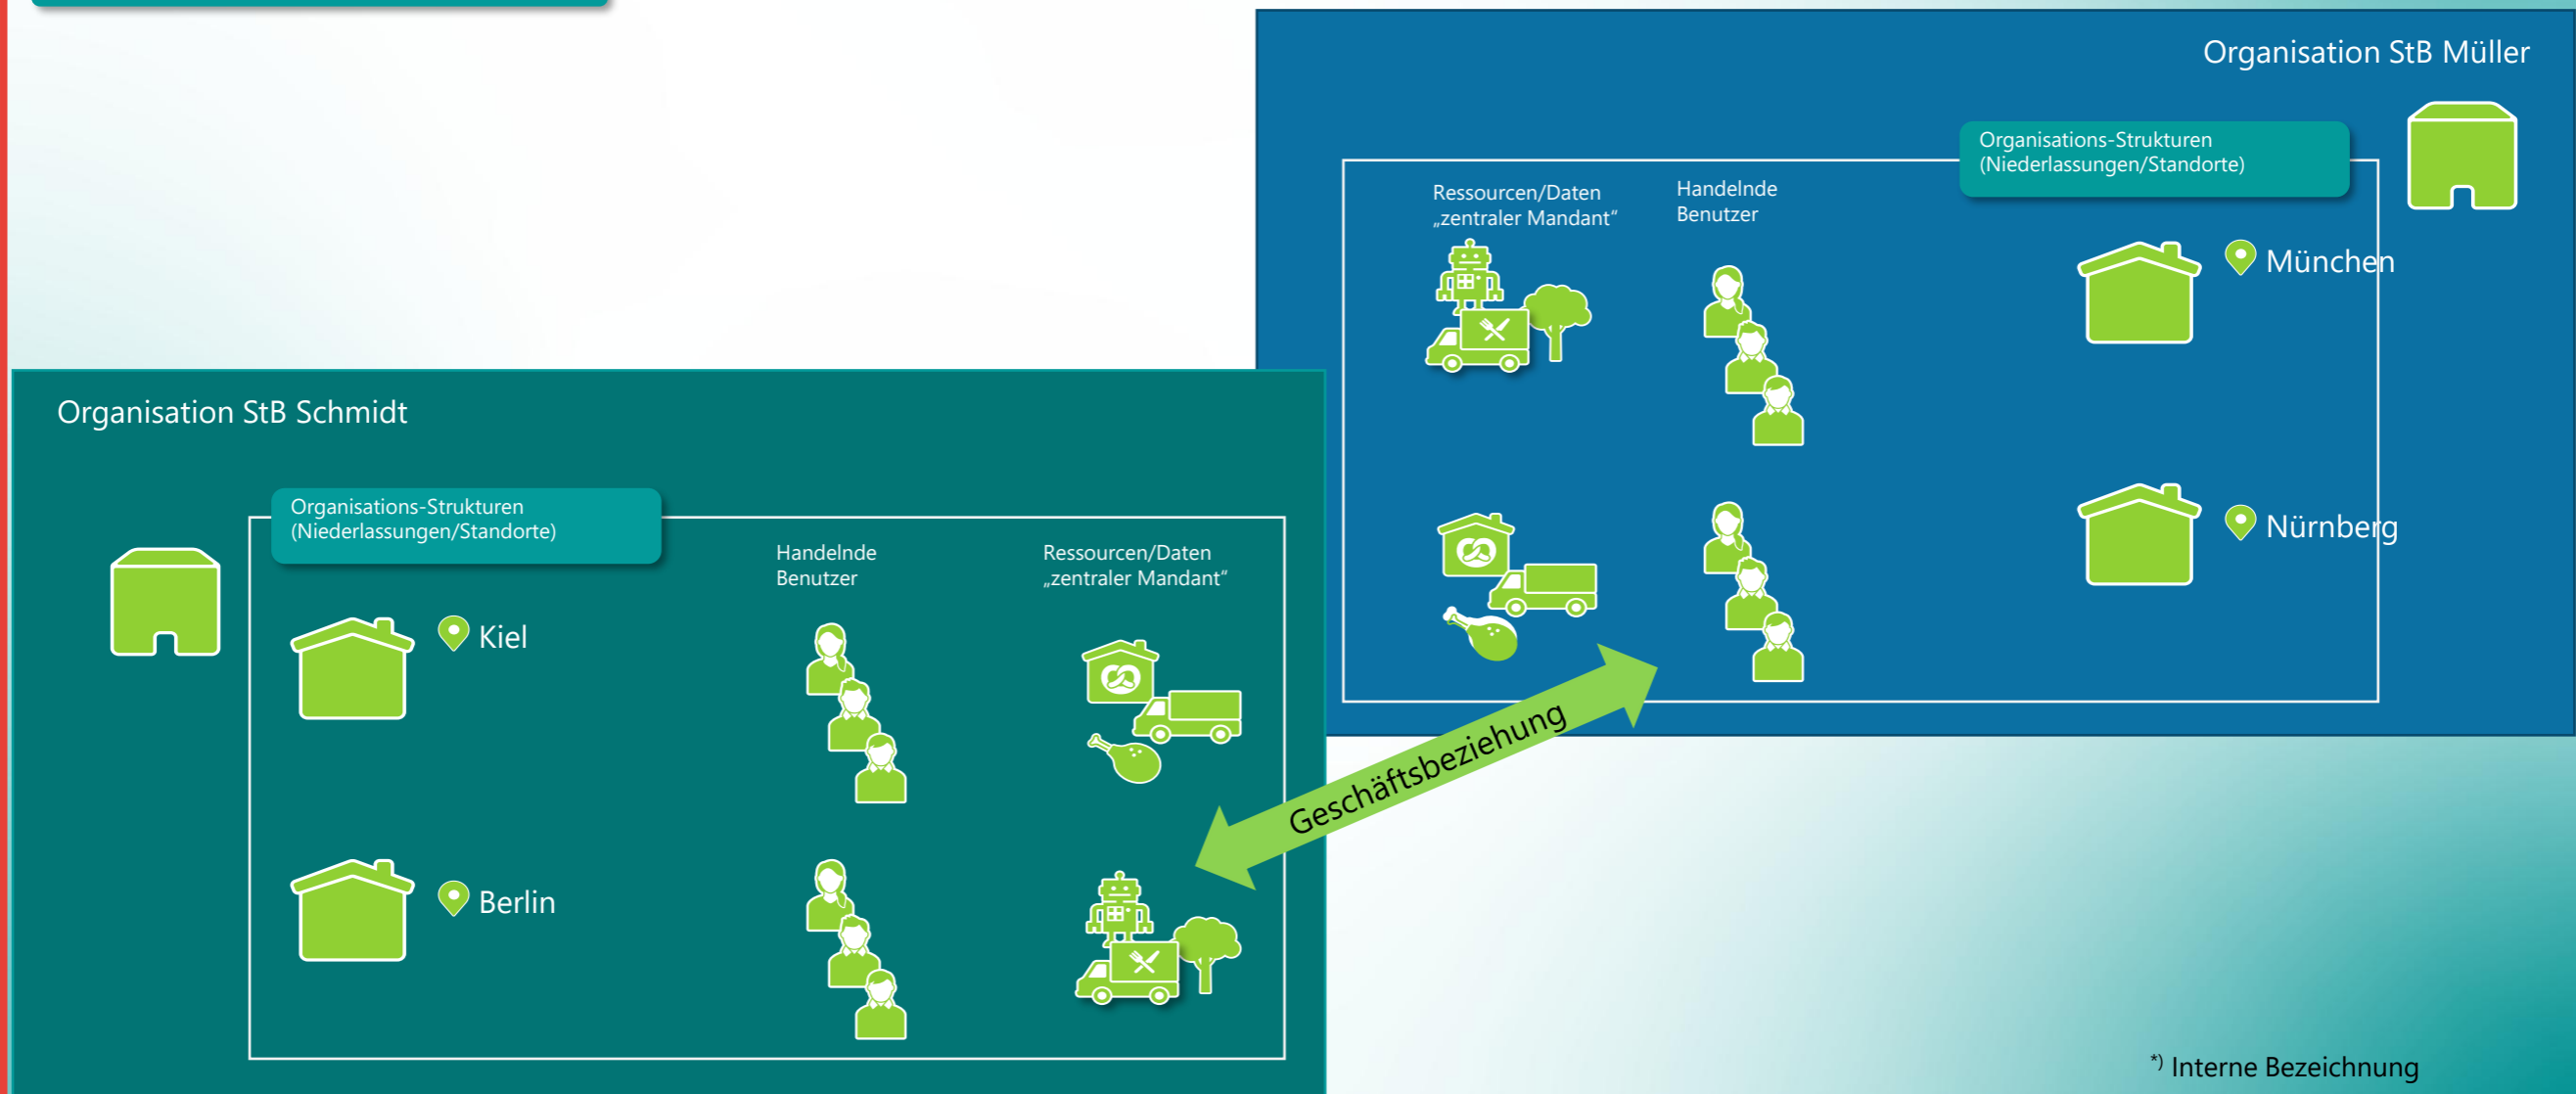 Organisation StB Müller
Organisations-Strukturen
(Niederlassungen/Standorte)
Ressourcen/Daten
„zentraler Mandant“
Handelnde
Benutzer
München
Nürnberg
Organisation StB Schmidt
Organisations-Strukturen
(Niederlassungen/Standorte)
Handelnde
Benutzer
Ressourcen/Daten
„zentraler Mandant“
Kiel
Berlin
Geschäftsbeziehung
*) Interne Bezeichnung